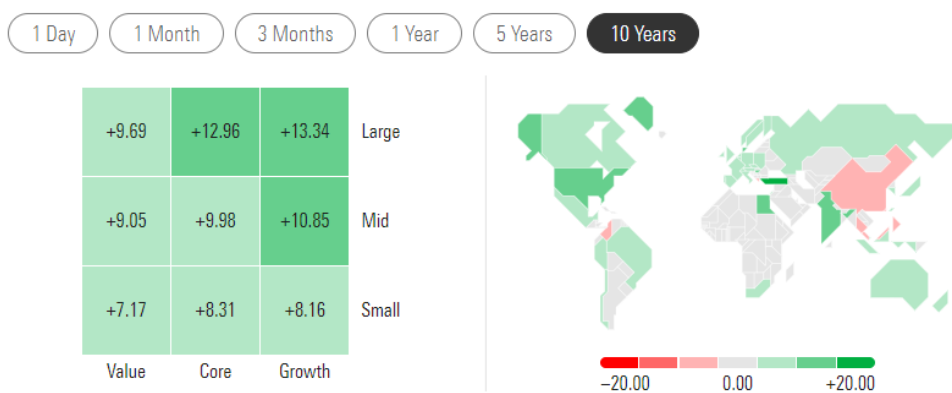 1 Day 1 Month 3 Months 1 Year 5 Years 10 Years
+9.69 +12.96 +13.34 Large
+9.05 +9.98 +10.85 Mid
+7.17 +8.31 +8.16 Small
Value Core Growth
−20.00 0.00 +20.00